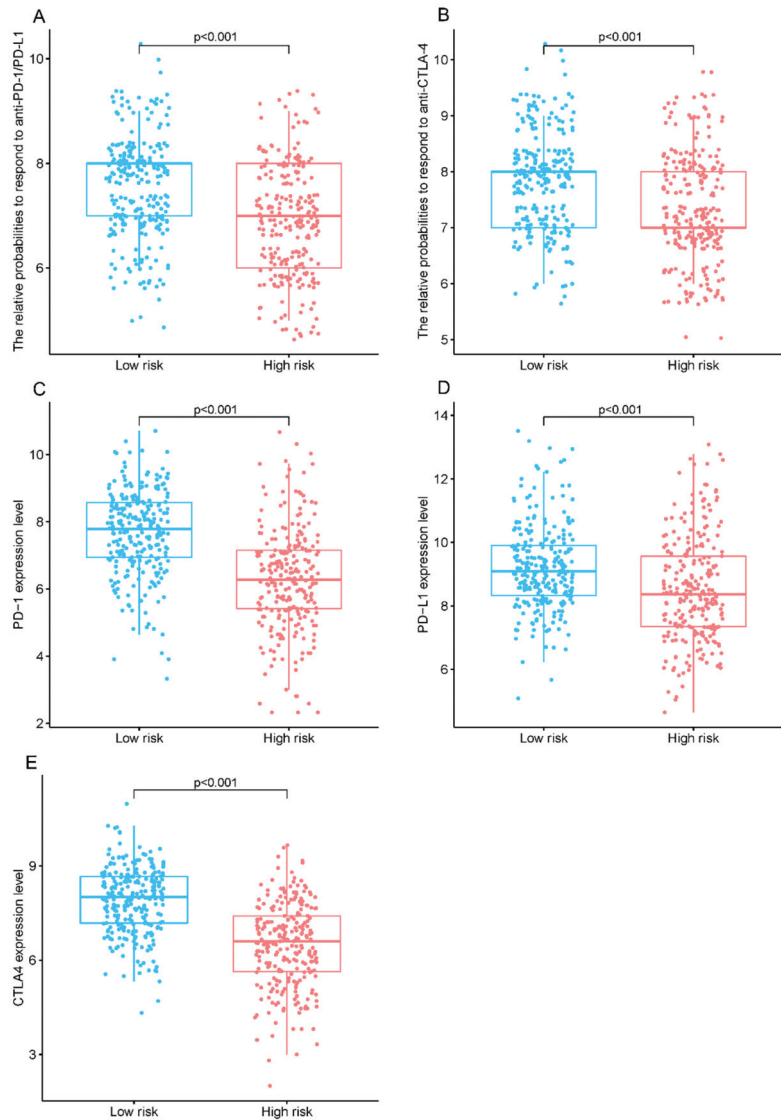 A
The relative probabilities to respond to anti-PD-1/PD-L1
10
8
6
p<0.001
Low risk
High risk
B
The relative probabilities to respond to anti-CTLA-4
10
9
8
7
6
5
p<0.001
Low risk
High risk
C
PD-1 expression level
10
8
6
4
2
p<0.001
Low risk
High risk
D
PD-L1 expression level
14
12
10
8
6
p<0.001
Low risk
High risk
E
CTLA4 expression level
9
6
3
p<0.001
Low risk
High risk